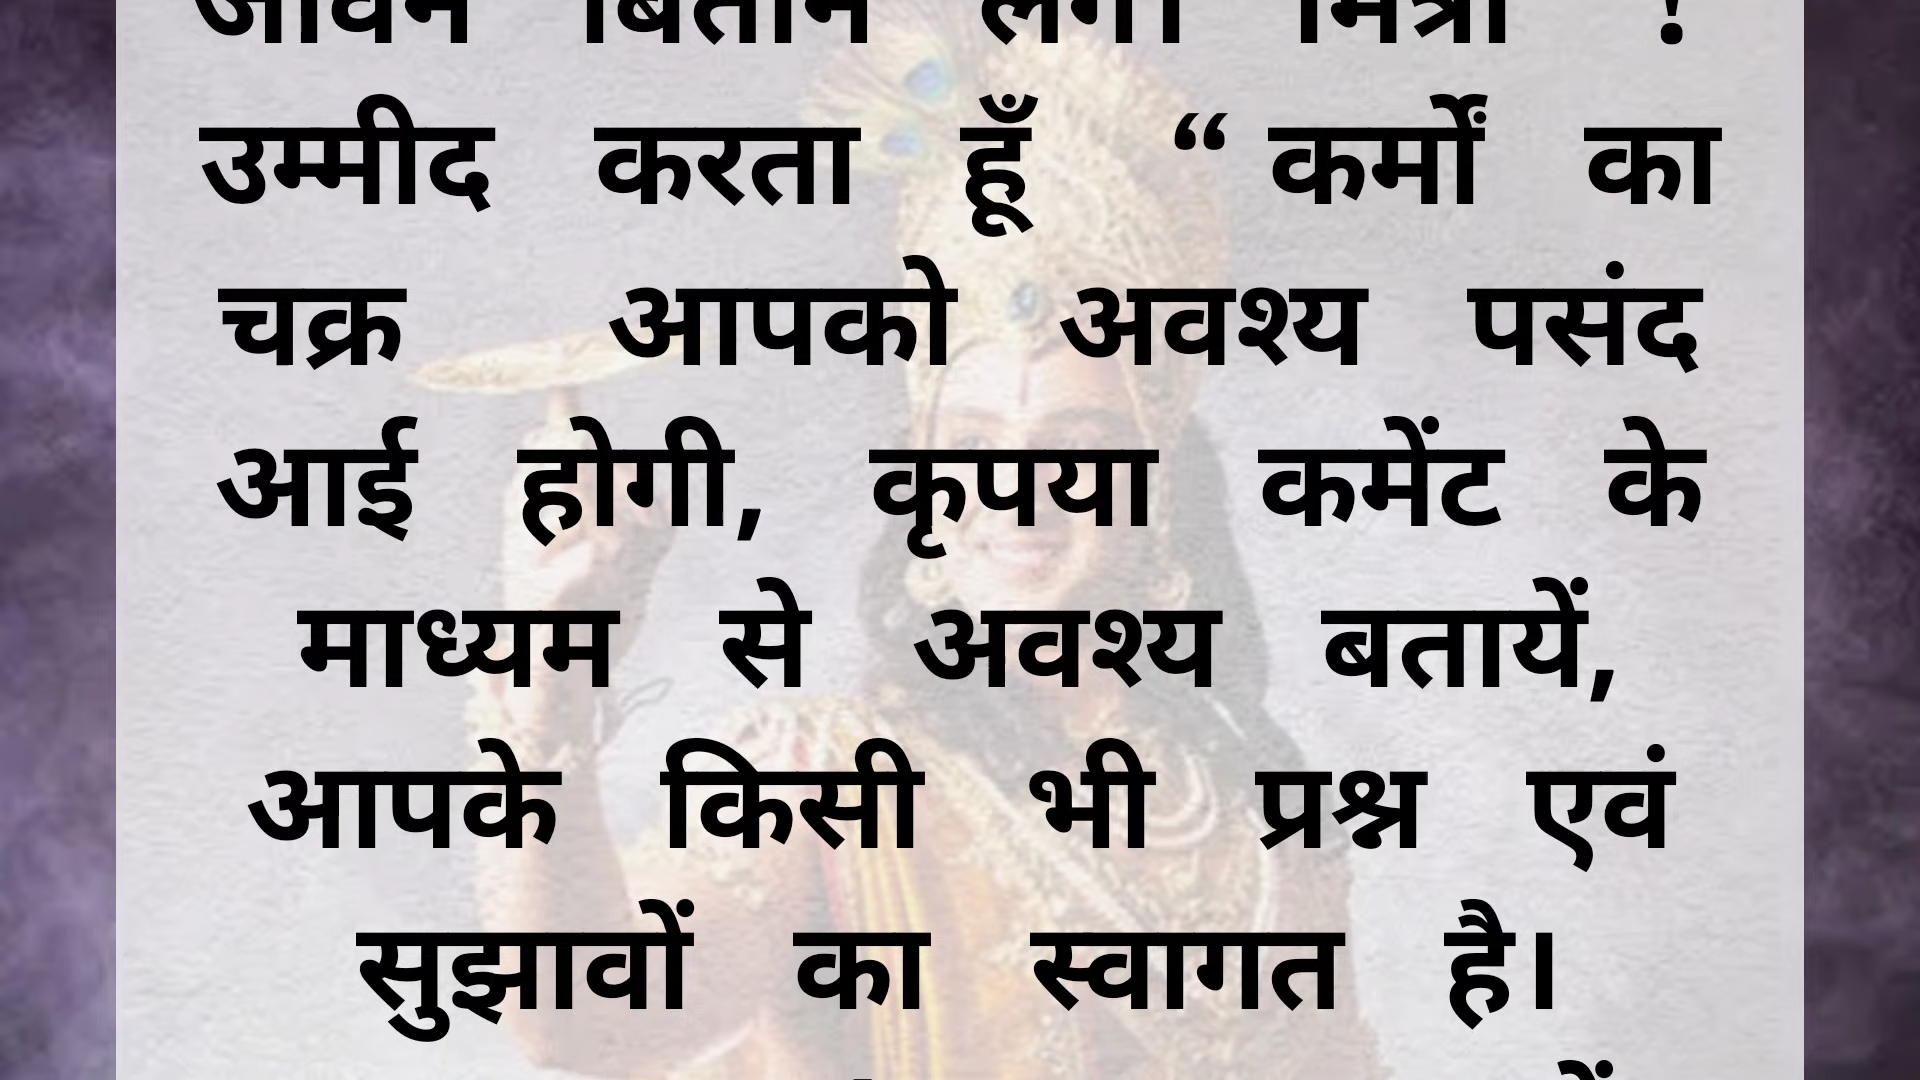 जीवन बिताने लगे। मित्रों !
उम्मीद करता हूँ “ कर्मों का
चक्र आपको अवश्य पसंद
आई होगी, कृपया कमेंट के
माध्यम से अवश्य बतायें,
आपके किसी भी प्रश्न एवं
सुझावों का स्वागत है।